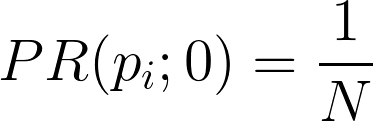 PR(p_i; 0) = \frac{1}{N}